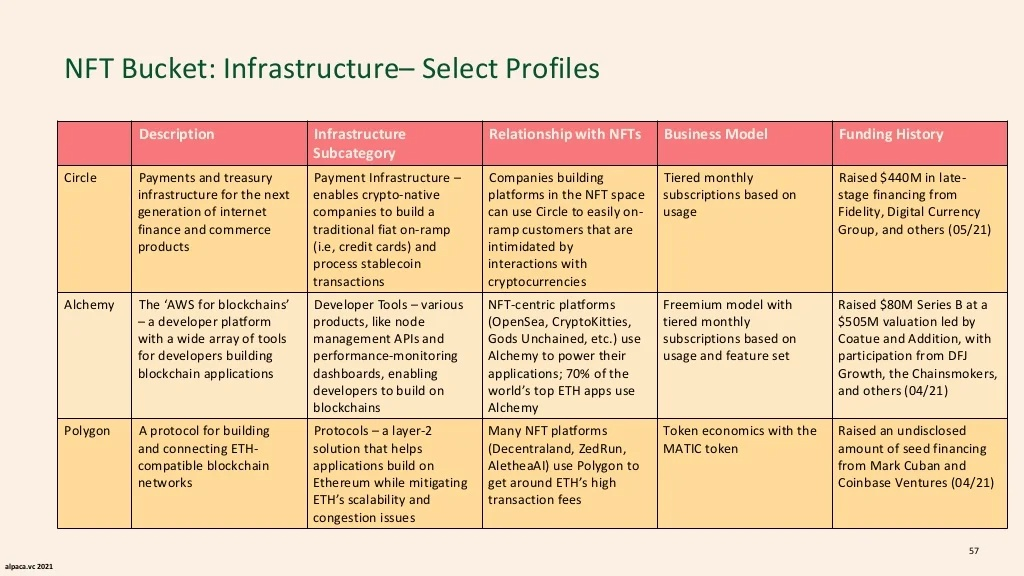 NFT Bucket: Infrastructure– Select Profiles
Description
Infrastructure
Subcategory
Relationship with NFTs
Business Model
Funding History
Circle
Payments and treasury
infrastructure for the next
generation of internet
finance and commerce
products
Payment Infrastructure –
enables crypto-native
companies to build a
traditional fiat on-ramp
(i.e, credit cards) and
process stablecoin
transactions
Companies building
platforms in the NFT space
can use Circle to easily on-
ramp customers that are
intimidated by
interactions with
cryptocurrencies
Tiered monthly
subscriptions based on
usage
Raised $440M in late-
stage financing from
Fidelity, Digital Currency
Group, and others (05/21)
Alchemy
The ‘AWS for blockchains’
– a developer platform
with a wide array of tools
for developers building
blockchain applications
Developer Tools – various
products, like node
management APIs and
performance-monitoring
dashboards, enabling
developers to build on
blockchains
NFT-centric platforms
(OpenSea, CryptoKitties,
Gods Unchained, etc.) use
Alchemy to power their
applications; 70% of the
world’s top ETH apps use
Alchemy
Freemium model with
tiered monthly
subscriptions based on
usage and feature set
Raised $80M Series B at a
$505M valuation led by
Coatue and Addition, with
participation from DFJ
Growth, the Chainsmokers,
and others (04/21)
Polygon
A protocol for building
and connecting ETH-
compatible blockchain
networks
Protocols – a layer-2
solution that helps
applications build on
Ethereum while mitigating
ETH’s scalability and
congestion issues
Many NFT platforms
(Decentraland, ZedRun,
AletheaAI) use Polygon to
get around ETH’s high
transaction fees
Token economics with the
MATIC token
Raised an undisclosed
amount of seed financing
from Mark Cuban and
Coinbase Ventures (04/21)
57
alpaca.vc 2021